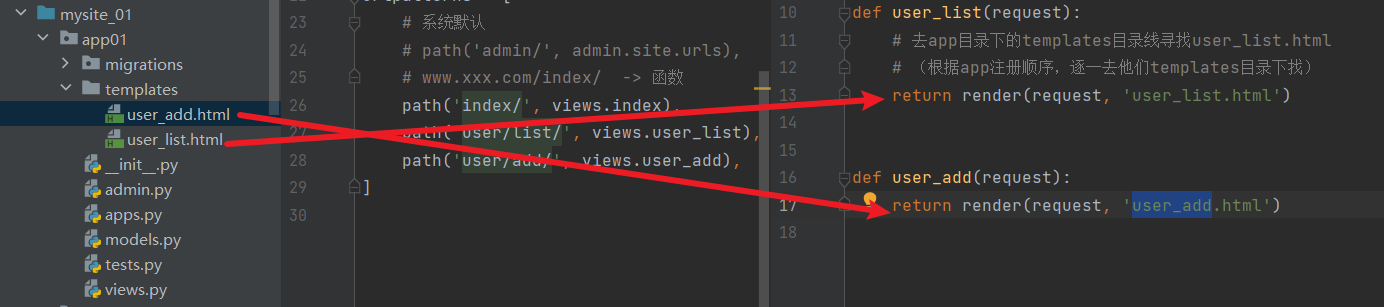 mysite_01
app01
migrations
templates
user_add.html
user_list.html
__init__.py
admin.py
apps.py
models.py
tests.py
views.py
23 # 系统默认
24 # path('admin/', admin.site.urls),
25 # www.xxx.com/index/  -> 函数
26 path('index/', views.index),
27 path('user/list/', views.user_list),
28 path('user/add/', views.user_add),
29 ]
30
10 def user_list(request):
11 # 去app目录下的templates目录线寻找user_list.html
12 # （根据app注册顺序，逐一去他们templates目录下找）
13 return render(request, 'user_list.html')
14
15
16 def user_add(request):
17 return render(request, 'user_add.html')
18